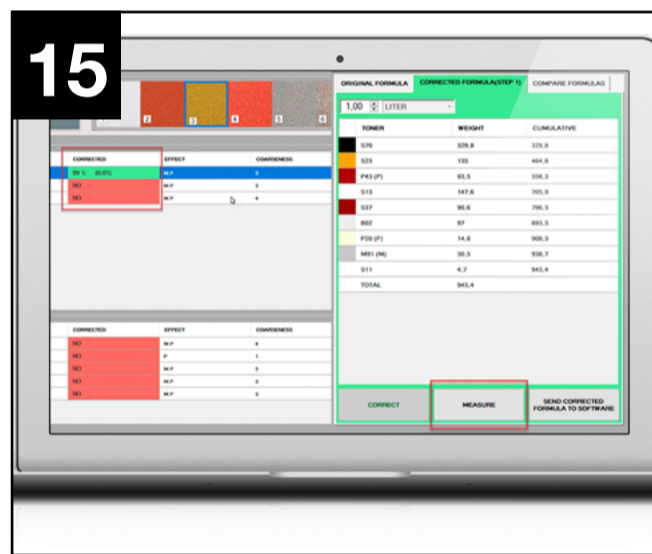 15
ORIGINAL FORMULA CORRECTED FORMULA(STEP 1) COMPARE FORMULAS
1,00 LITER
2 3 4 5 6
TONER WEIGHT CUMULATIVE
S70 329,8 329,8
S25 135 464,8
P43 (P) 93,5 558,3
S13 147,6 705,9
S37 90,6 796,5
602 97 893,5
P20 (P) 14,8 908,3
M91 (M) 30,5 938,7
S11 4,7 943,4
TOTAL 943,4
CORRECTED EFFECT COARSENESS
99 % (0.01) M:P 3
NO M:P 3
NO M:P 4
CORRECTED EFFECT COARSENESS
NO M:P 4
NO P 1
NO M:P 3
NO M:P 3
NO M:P 3
CORRECT MEASURE SEND CORRECTED
FORMULA TO SOFTWARE